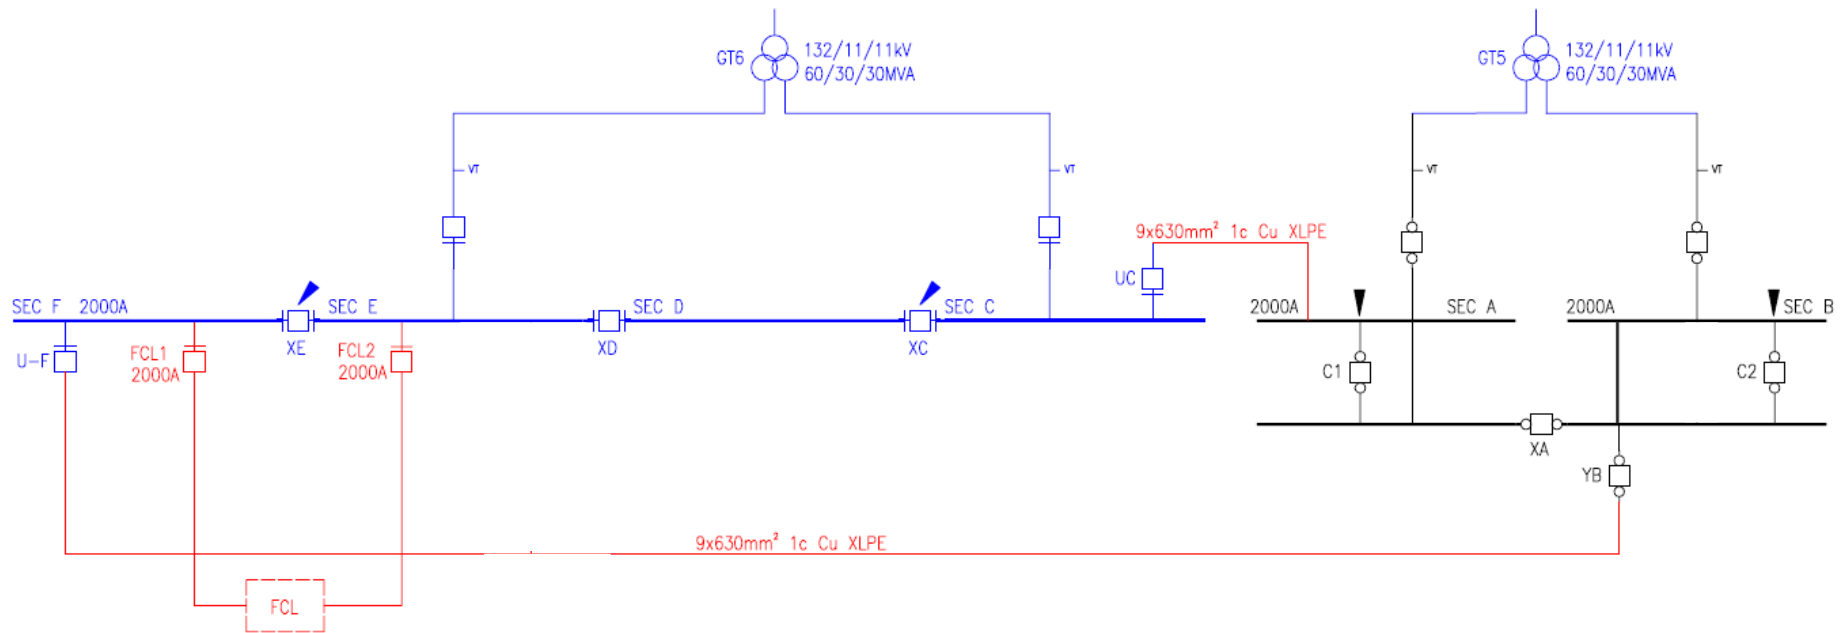 GT6
132/11/11kV
60/30/30MVA
GT5
132/11/11kV
60/30/30MVA
VT
VT
VT
VT
9x630mm² 1c Cu XLPE
UC
SEC F 2000A
SEC E
SEC D
SEC C
2000A
SEC A
2000A
SEC B
XE
XD
XC
U-F
FCL1
2000A
FCL2
2000A
C1
C2
XA
YB
9x630mm² 1c Cu XLPE
FCL